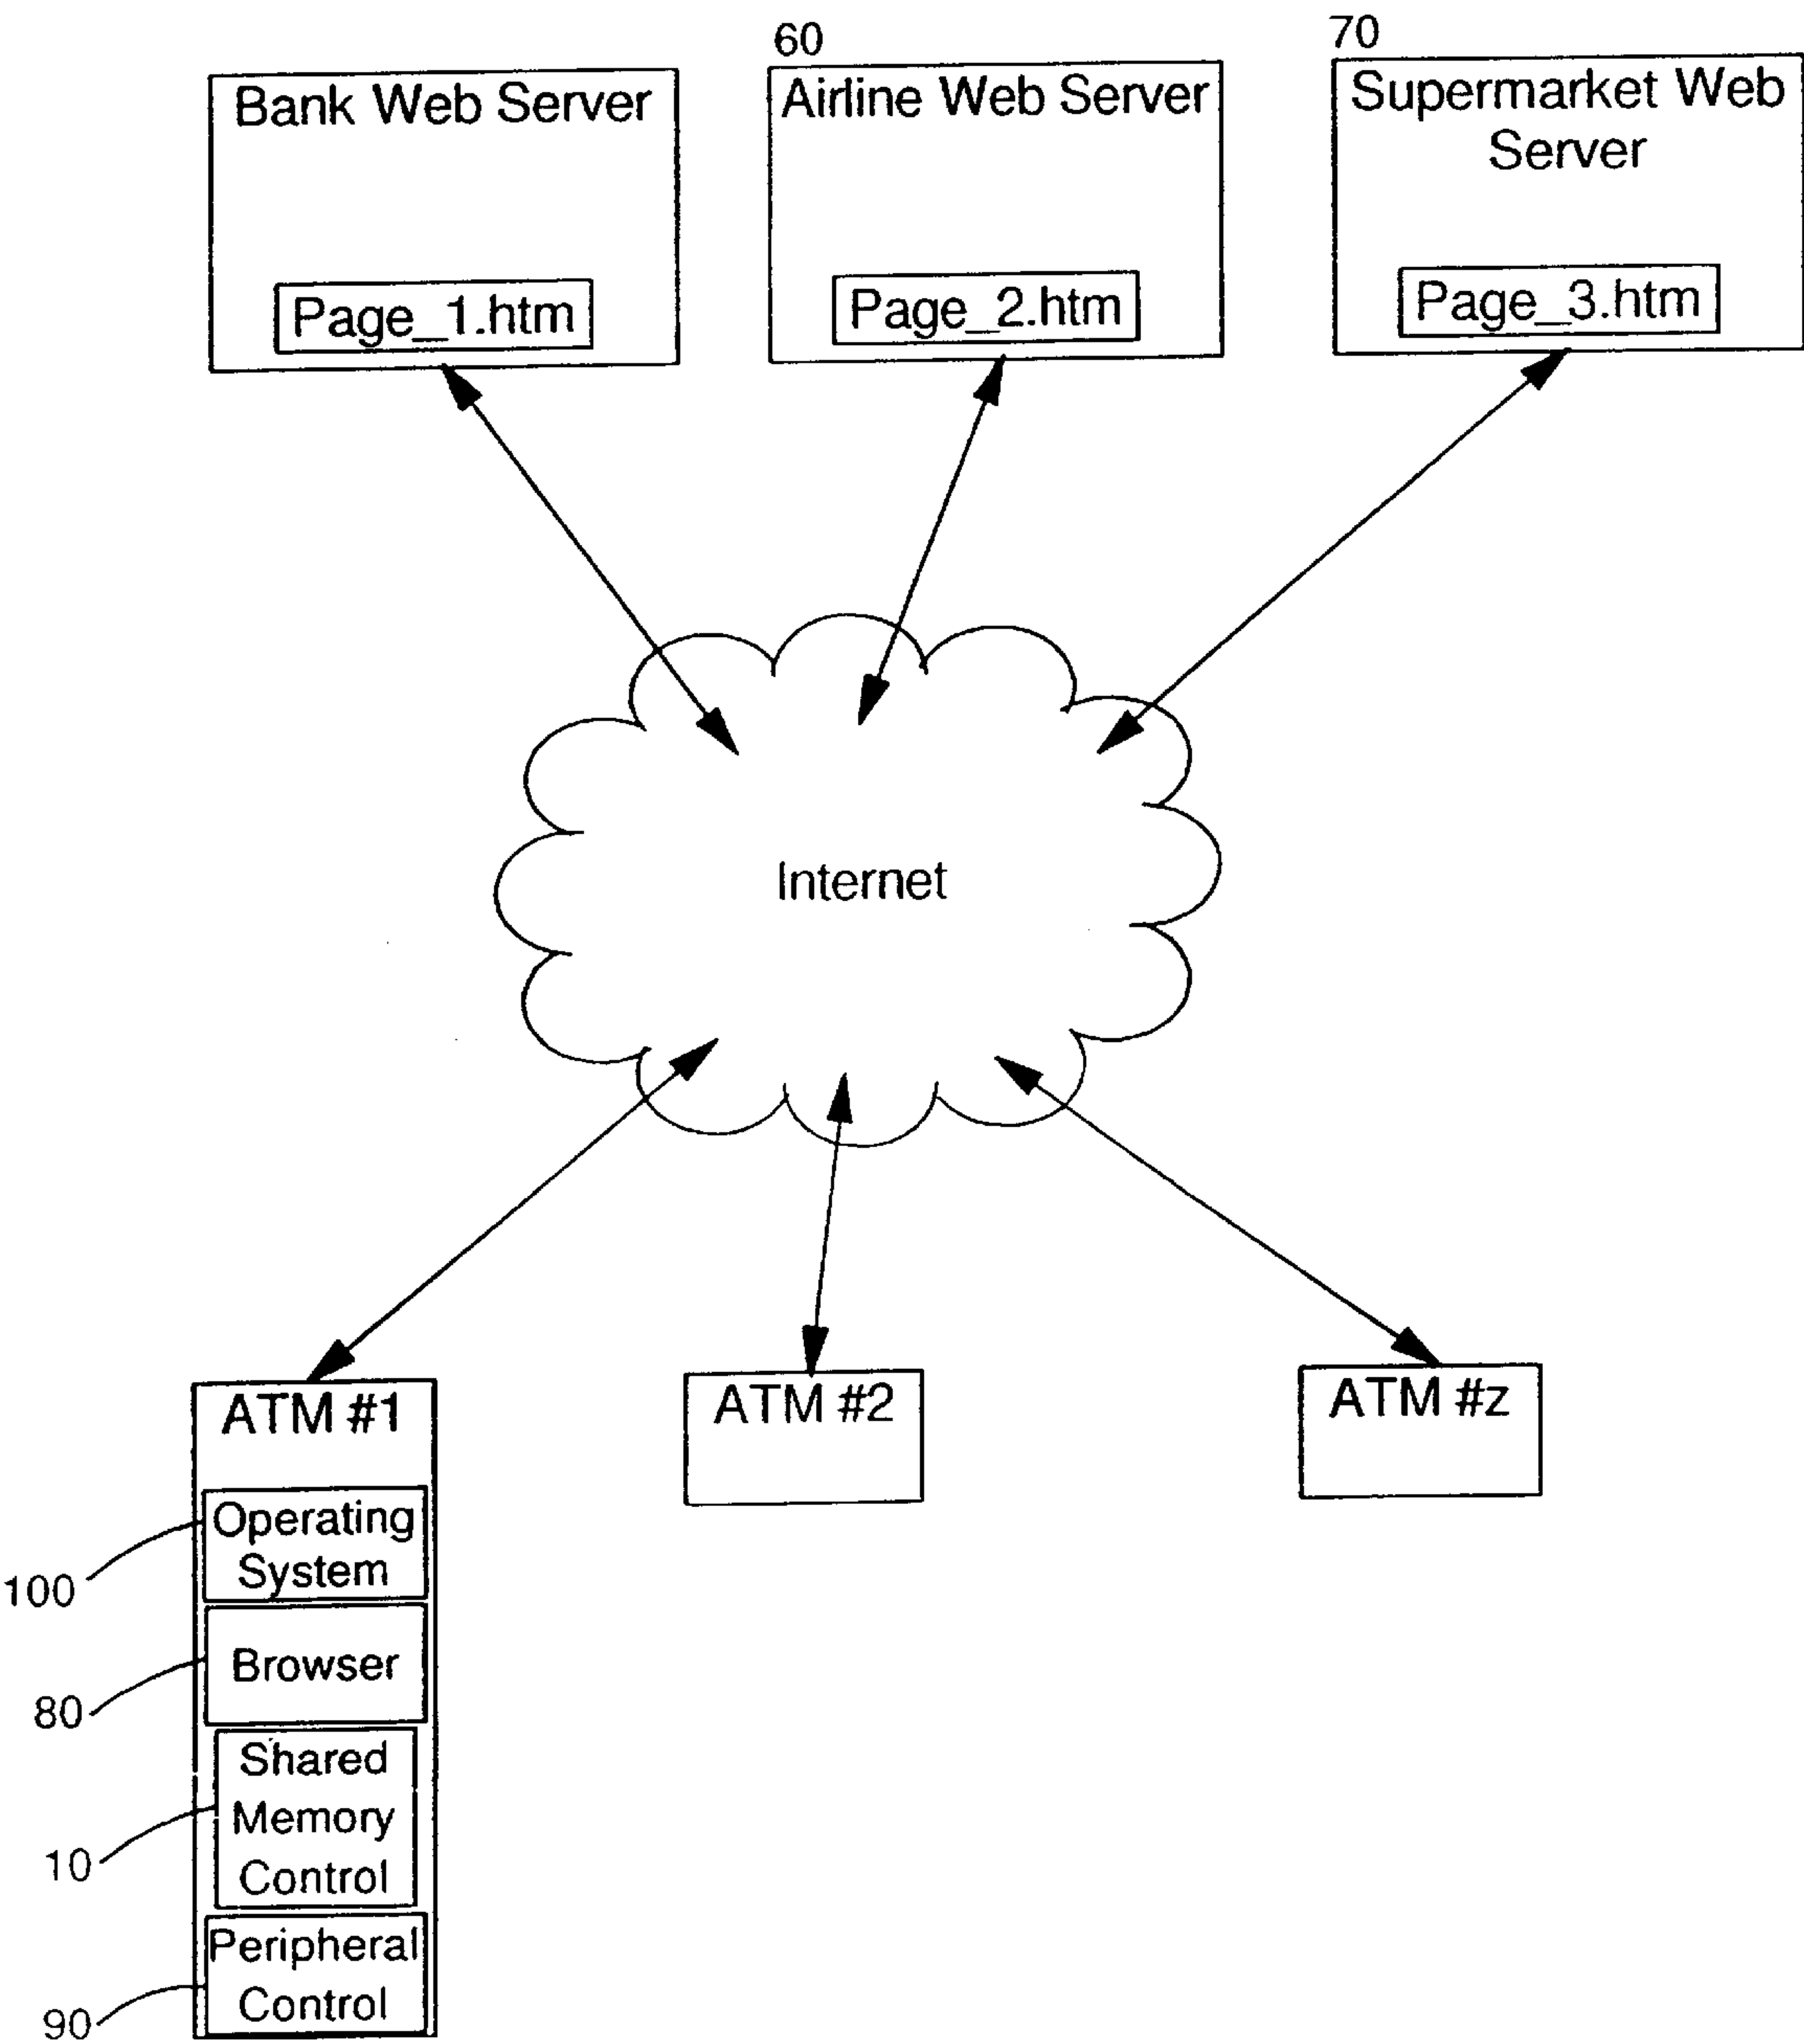 60
70
Bank Web Server
Airline Web Server
Supermarket Web
Server
Page_1.htm
Page_2.htm
Page_3.htm
Internet
ATM #1
ATM #2
ATM #z
Operating
System
100
Browser
80
Shared
Memory
Control
10
Peripheral
Control
90